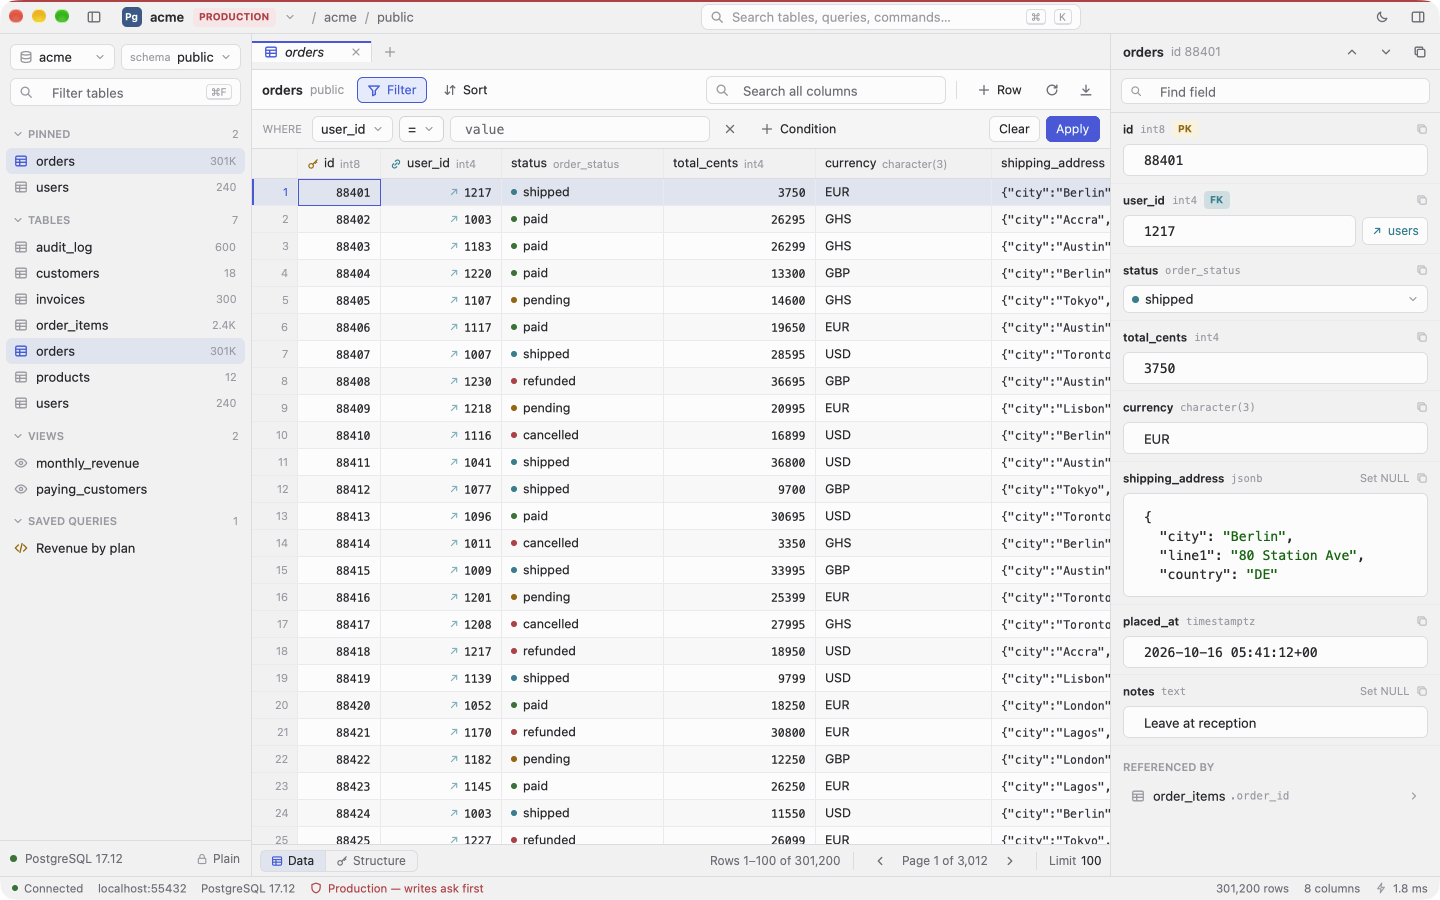 Pg acme PRODUCTION / acme / public
Search tables, queries, commands... ⌘ K
acme
schema public
Filter tables ⌘F
PINNED 2
orders 301K
users 240
TABLES 7
audit_log 600
customers 18
invoices 300
order_items 2.4K
orders 301K
products 12
users 240
VIEWS 2
monthly_revenue
paying_customers
SAVED QUERIES 1
Revenue by plan
PostgreSQL 17.12 Plain
orders
orders public Filter Sort Search all columns Row
WHERE user_id = value Condition Clear Apply
id int8 user_id int4 status order_status total_cents int4 currency character(3) shipping_address
1 88401 1217 shipped 3750 EUR {"city":"Berlin"
2 88402 1003 paid 26295 GHS {"city":"Accra",
3 88403 1183 paid 26299 GHS {"city":"Austin"
4 88404 1220 paid 13300 GBP {"city":"Berlin"
5 88405 1107 pending 14600 GHS {"city":"Tokyo",
6 88406 1117 paid 19650 EUR {"city":"Austin"
7 88407 1007 shipped 28595 USD {"city":"Toronto
8 88408 1230 refunded 36695 GBP {"city":"Austin"
9 88409 1218 pending 20995 EUR {"city":"Lisbon"
10 88410 1116 cancelled 16899 USD {"city":"Berlin"
11 88411 1041 shipped 36800 USD {"city":"Austin"
12 88412 1077 shipped 9700 GBP {"city":"Tokyo",
13 88413 1096 paid 30695 USD {"city":"Toronto
14 88414 1011 cancelled 3350 GHS {"city":"Berlin"
15 88415 1009 shipped 33995 GBP {"city":"Austin"
16 88416 1201 pending 25399 EUR {"city":"Toronto
17 88417 1208 cancelled 27995 GHS {"city":"Toronto
18 88418 1217 refunded 18950 USD {"city":"Accra",
19 88419 1139 shipped 9799 USD {"city":"Lisbon"
20 88420 1052 paid 18250 EUR {"city":"London"
21 88421 1170 refunded 30800 EUR {"city":"Lagos",
22 88422 1182 pending 12250 GBP {"city":"London"
23 88423 1145 paid 26250 EUR {"city":"Lagos",
24 88424 1003 shipped 11550 USD {"city":"Berlin"
25 88425 1227 refunded 26099 EUR {"city":"Tokyo",
Data Structure Rows 1–100 of 301,200 Page 1 of 3,012 Limit 100
orders id 88401
Find field
id int8 PK
88401
user_id int4 FK
1217 users
status order_status
shipped
total_cents int4
3750
currency character(3)
EUR
shipping_address jsonb Set NULL
{
"city": "Berlin",
"line1": "80 Station Ave",
"country": "DE"
placed_at timestamptz
2026-10-16 05:41:12+00
notes text Set NULL
Leave at reception
REFERENCED BY
order_items .order_id
Connected localhost:55432 PostgreSQL 17.12 Production — writes ask first 301,200 rows 8 columns 1.8 ms